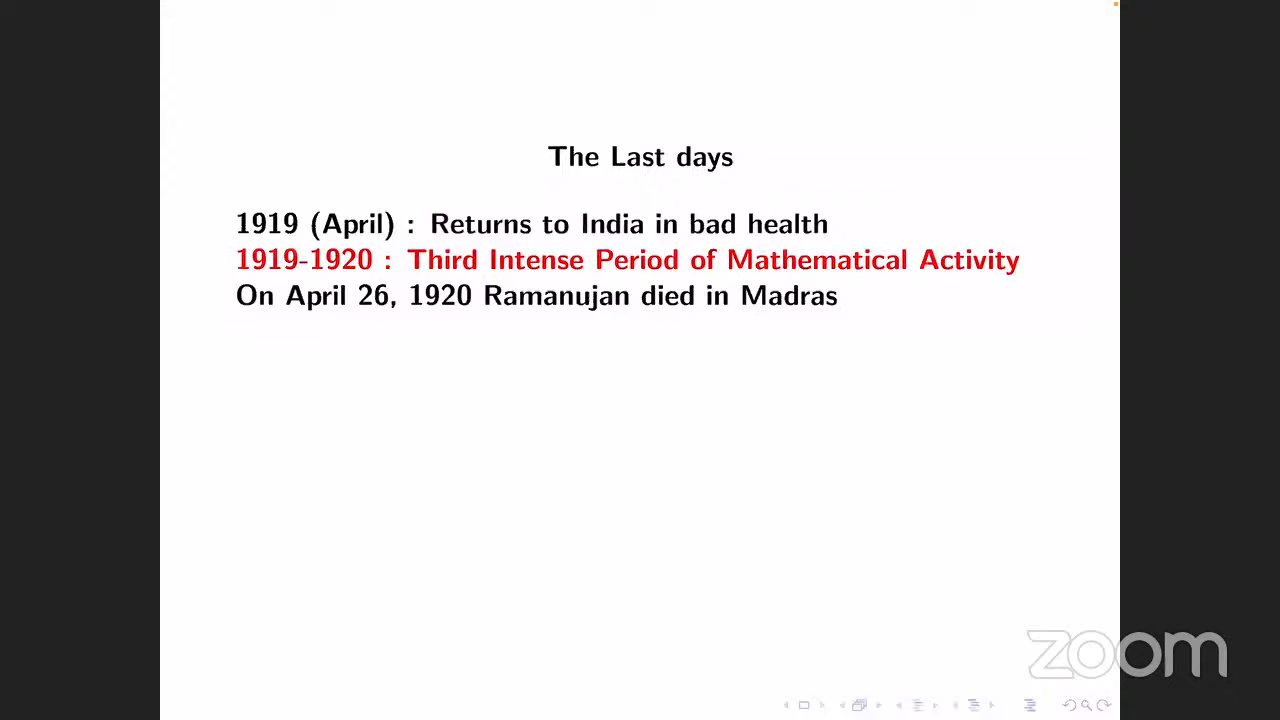 The Last days
1919 (April) : Returns to India in bad health
1919-1920 : Third Intense Period of Mathematical Activity
On April 26, 1920 Ramanujan died in Madras
zoom